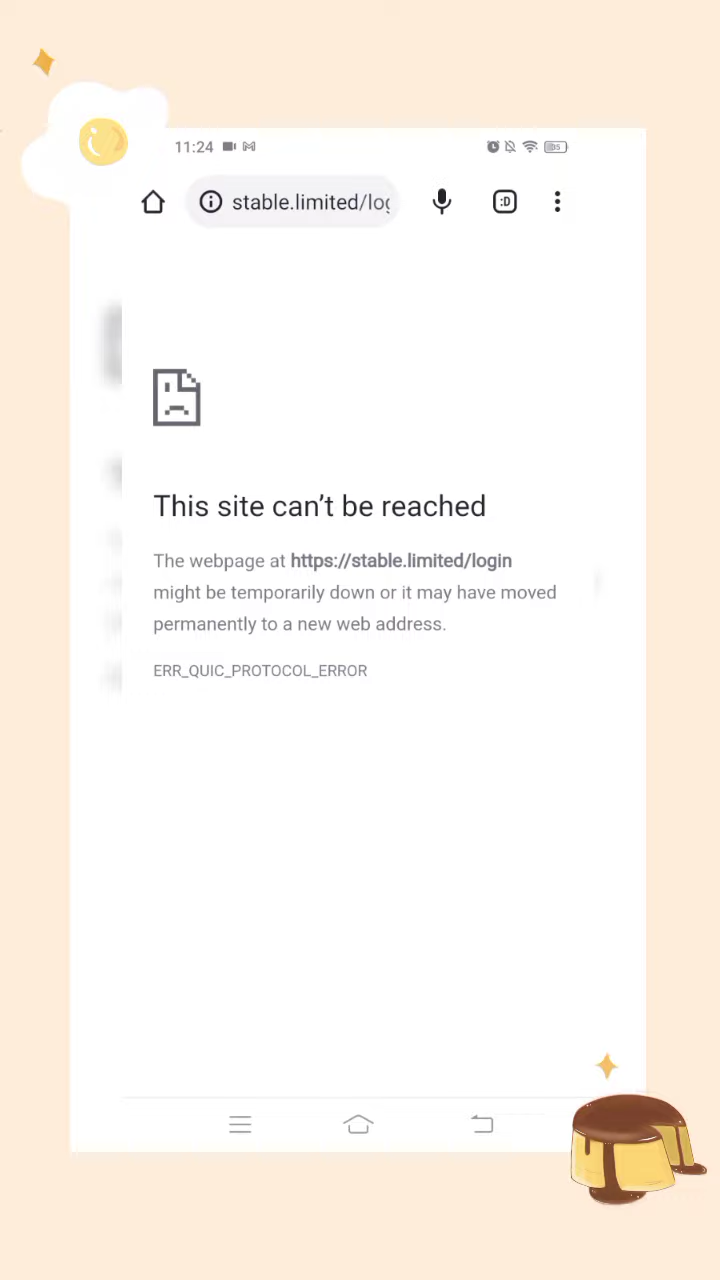 11:24
stable.limited/log
:D
This site can’t be reached
The webpage at https://stable.limited/login
might be temporarily down or it may have moved
permanently to a new web address.
ERR_QUIC_PROTOCOL_ERROR